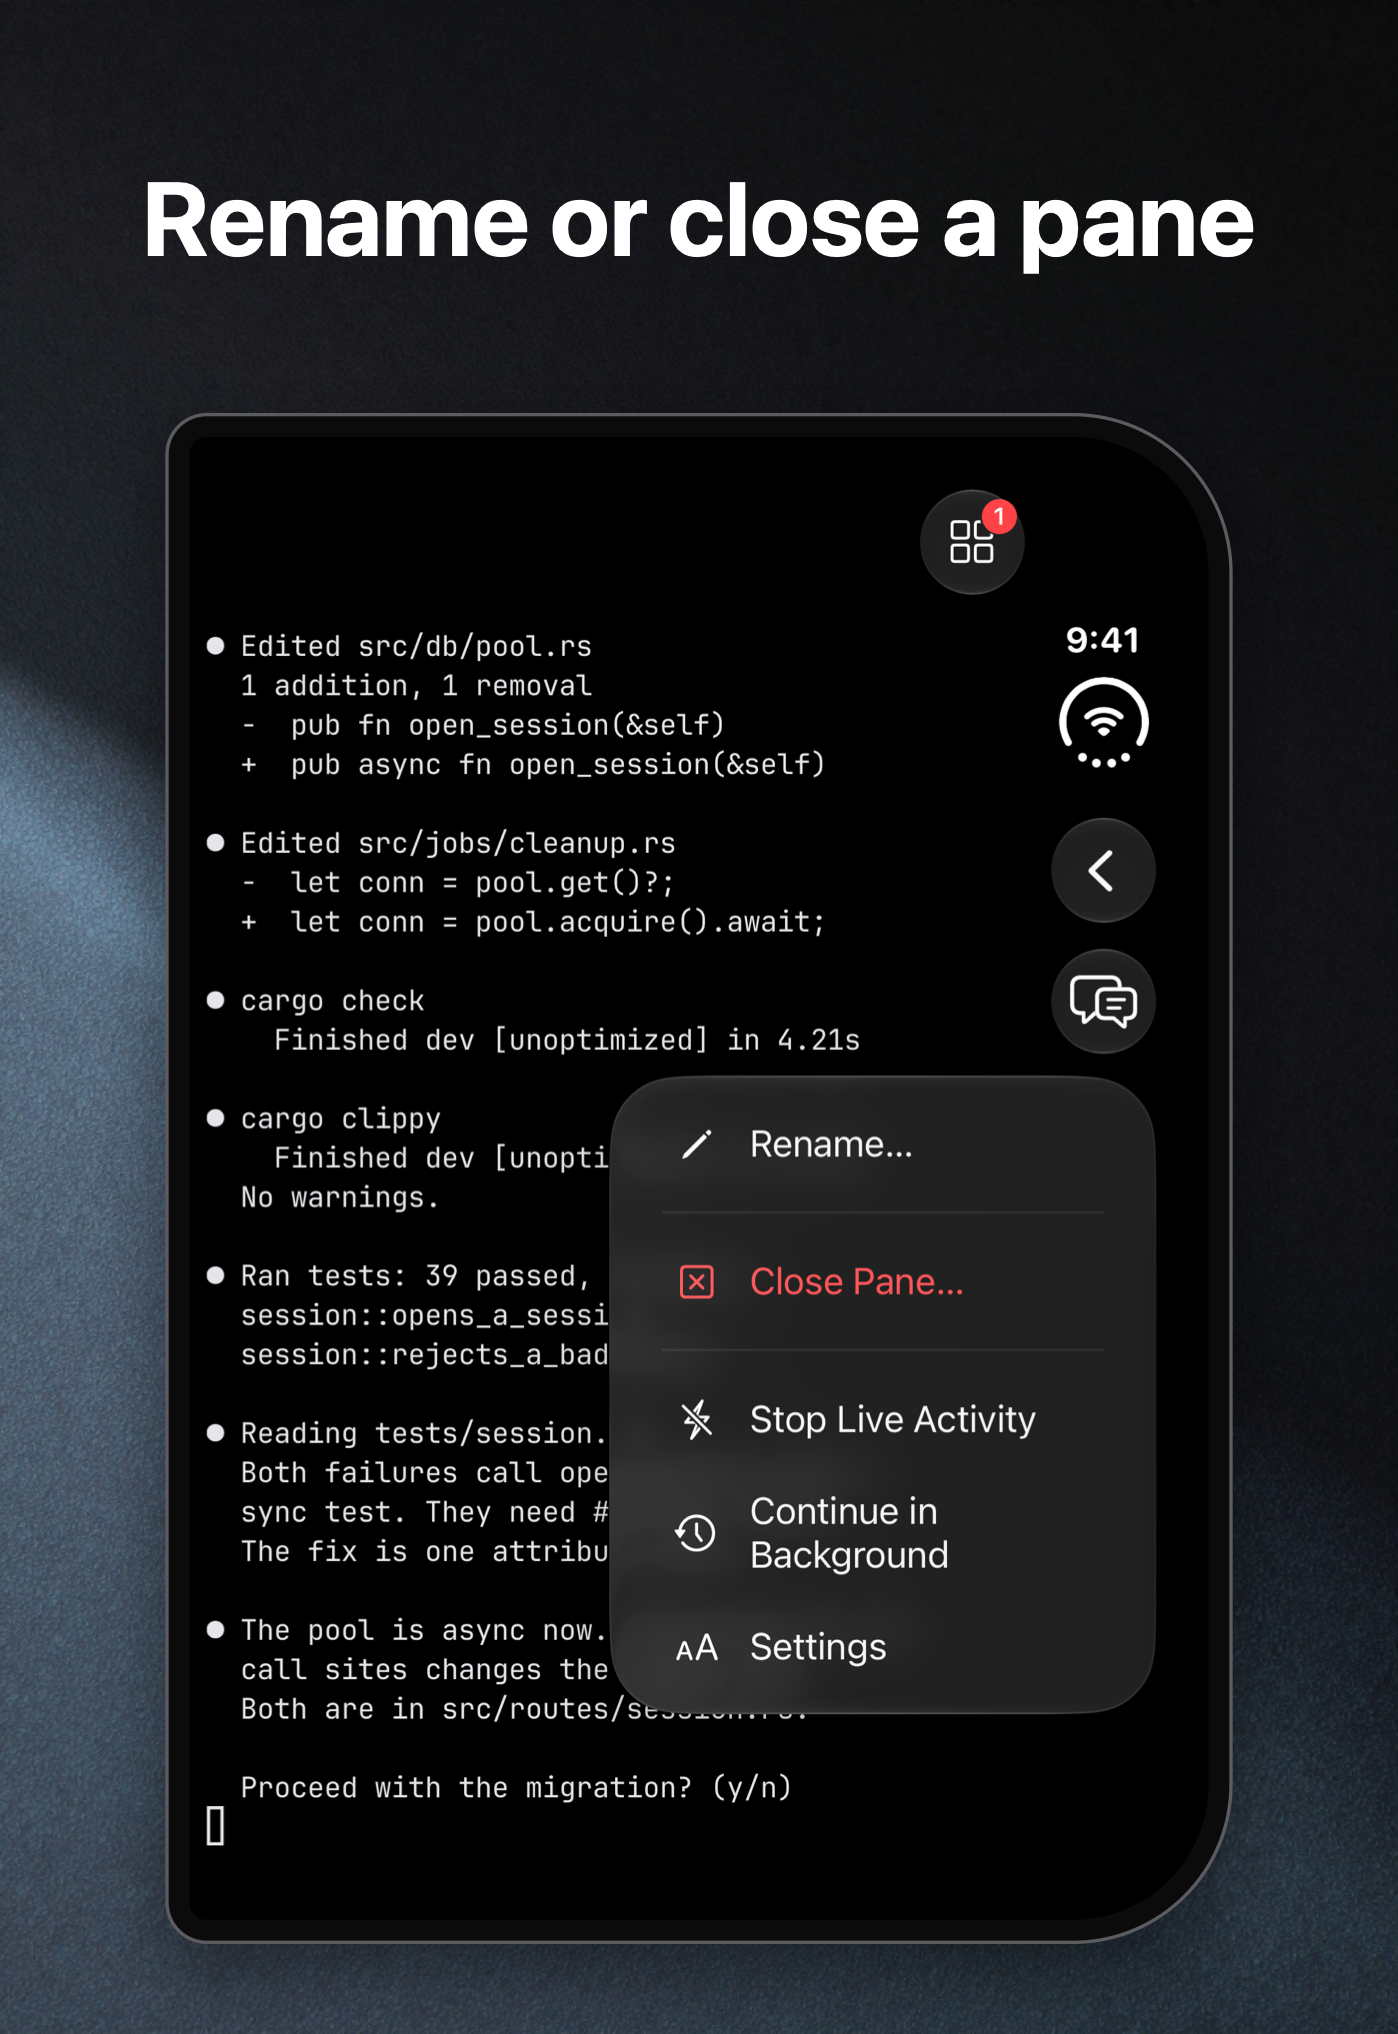 Rename or close a pane
1
9:41
● Edited src/db/pool.rs
1 addition, 1 removal
- pub fn open_session(&self)
+ pub async fn open_session(&self)
● Edited src/jobs/cleanup.rs
- let conn = pool.get()?;
+ let conn = pool.acquire().await;
● cargo check
Finished dev [unoptimized] in 4.21s
● cargo clippy
Finished dev [unopti
No warnings.
● Ran tests: 39 passed,
session::opens_a_sessi
session::rejects_a_bad
● Reading tests/session.
Both failures call ope
sync test. They need #
The fix is one attribu
● The pool is async now.
call sites changes the
Both are in src/routes/session.rs.
Proceed with the migration? (y/n)
Rename...
Close Pane...
Stop Live Activity
Continue in
Background
AA Settings